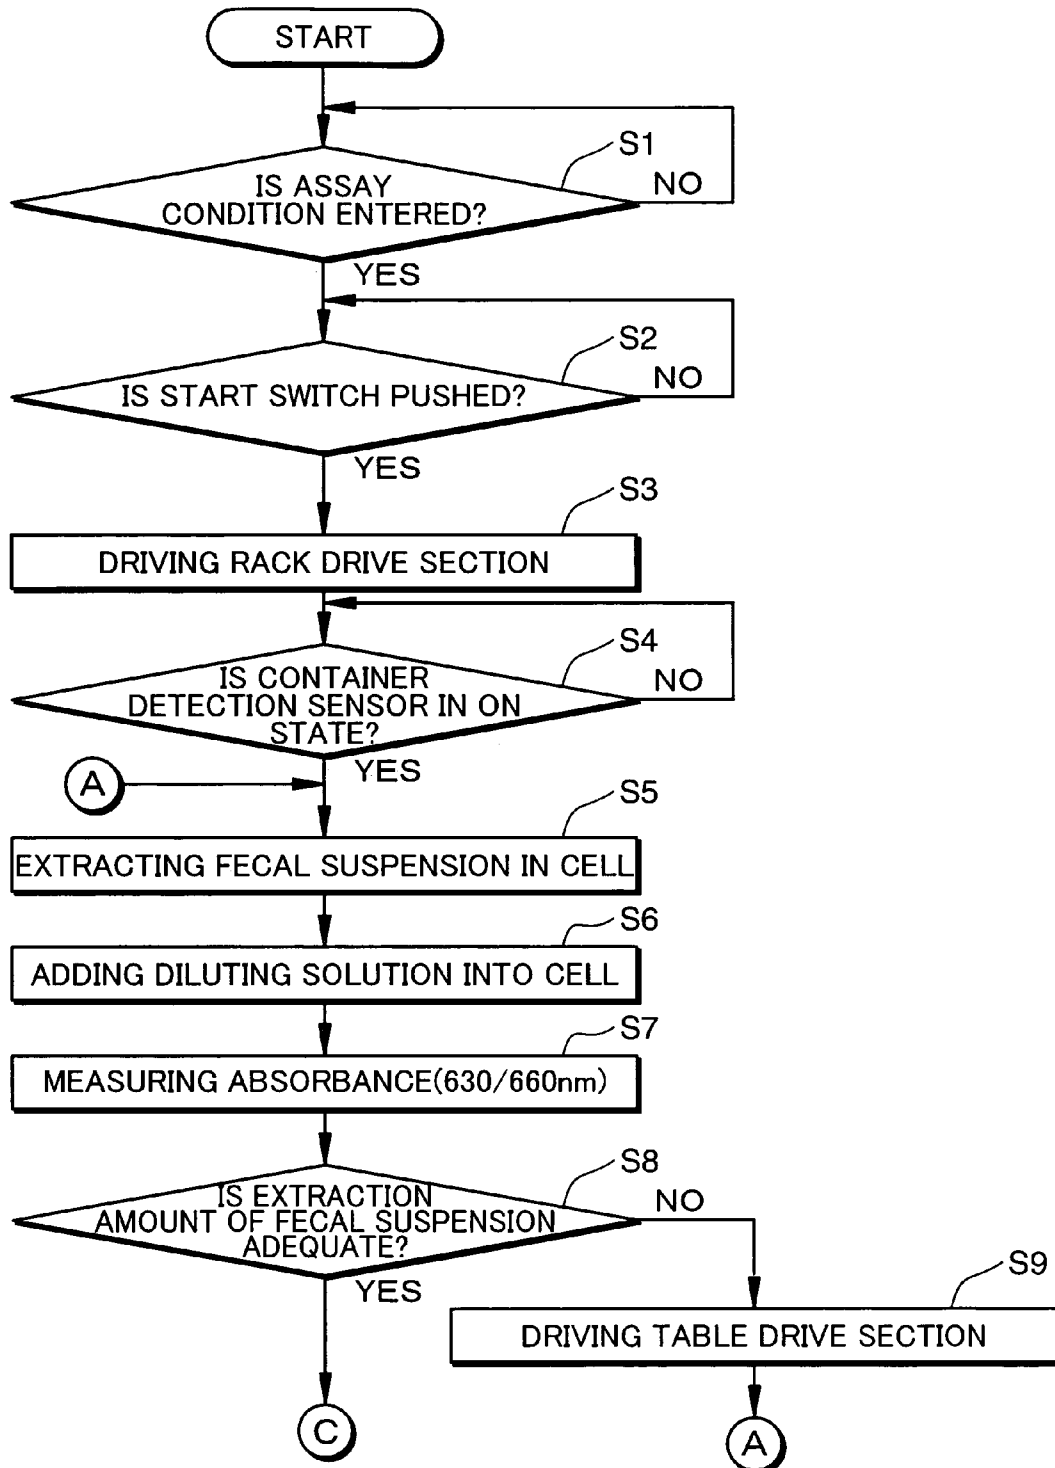 START
S1
IS ASSAY
CONDITION ENTERED?
NO
YES
S2
IS START SWITCH PUSHED?
NO
YES
S3
DRIVING RACK DRIVE SECTION
S4
IS CONTAINER
DETECTION SENSOR IN ON
STATE?
NO
YES
A
S5
EXTRACTING FECAL SUSPENSION IN CELL
S6
ADDING DILUTING SOLUTION INTO CELL
S7
MEASURING ABSORBANCE(630/660nm)
S8
IS EXTRACTION
AMOUNT OF FECAL SUSPENSION
ADEQUATE?
NO
YES
S9
DRIVING TABLE DRIVE SECTION
C
A